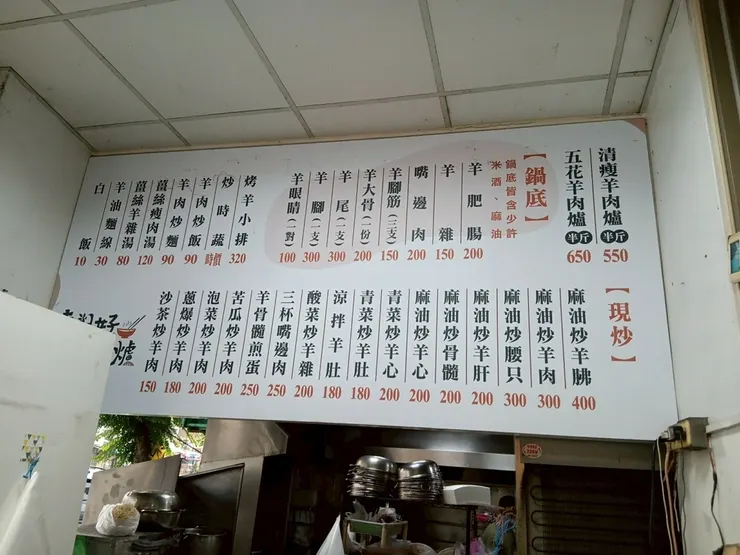 清瘦羊肉爐 半斤 550
五花羊肉爐 半斤 650
【鍋底】
鍋底皆含少許
米酒、麻油
羊肥腸 200
羊雜 150
嘴邊肉 200
羊腳筋(三支) 150
羊大骨(一份) 200
羊尾(一支) 300
羊腳(一支) 300
羊眼睛(一對) 100
烤羊小排 320
炒時蔬 時價
羊肉炒飯 90
羊肉炒麵 90
薑絲瘦肉湯 120
薑絲羊雜湯 80
羊油麵線 30
白飯 10
【現炒】
麻油炒羊 400
麻油炒羊肉 300
麻油炒腰只 300
麻油炒羊肝 200
麻油炒骨髓 200
麻油炒羊心 200
青菜炒羊心 200
青菜炒羊肚 180
涼拌羊肚 180
酸菜炒羊雜 200
三杯嘴邊肉 250
羊骨髓煎蛋 250
苦瓜炒羊肉 200
泡菜炒羊肉 200
蔥爆炒羊肉 180
沙茶炒羊肉 150
好
爐